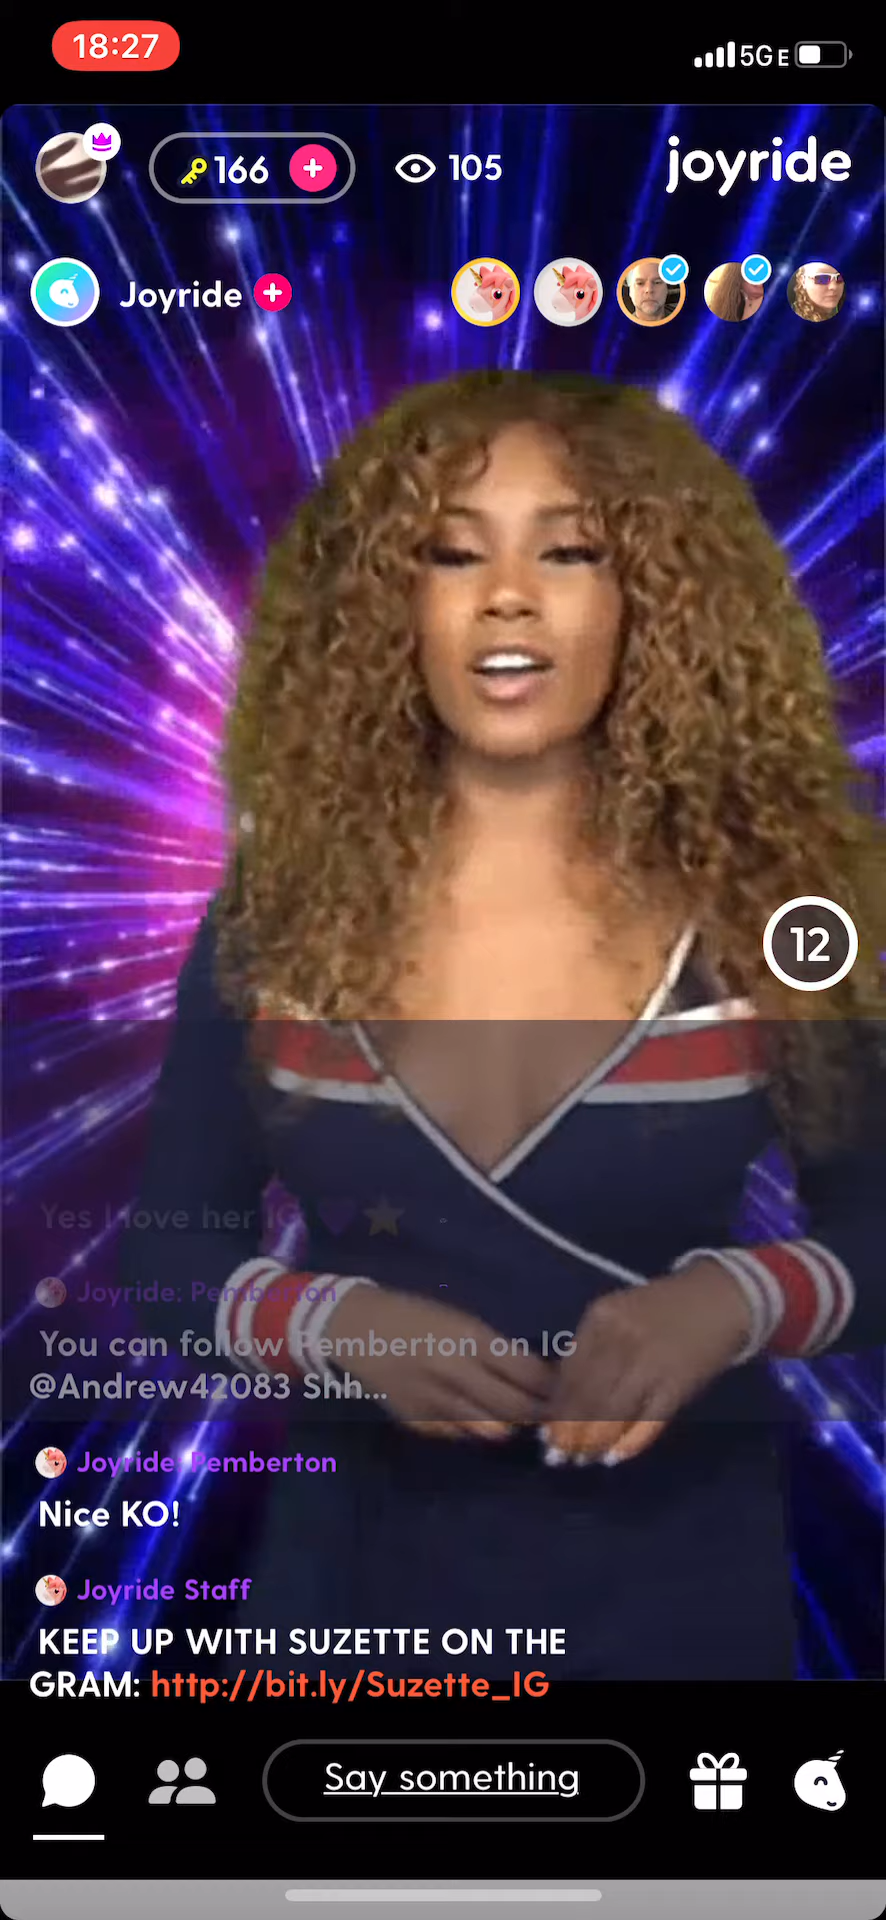 18:27
5G E
166
105
joyride
Joyride
12
Yes I love her IG
Joyride: Pemberton
You can follow Pemberton on IG
@Andrew42083 Shh...
Joyride: Pemberton
Nice KO!
Joyride Staff
KEEP UP WITH SUZETTE ON THE
GRAM: http://bit.ly/Suzette_IG
Say something